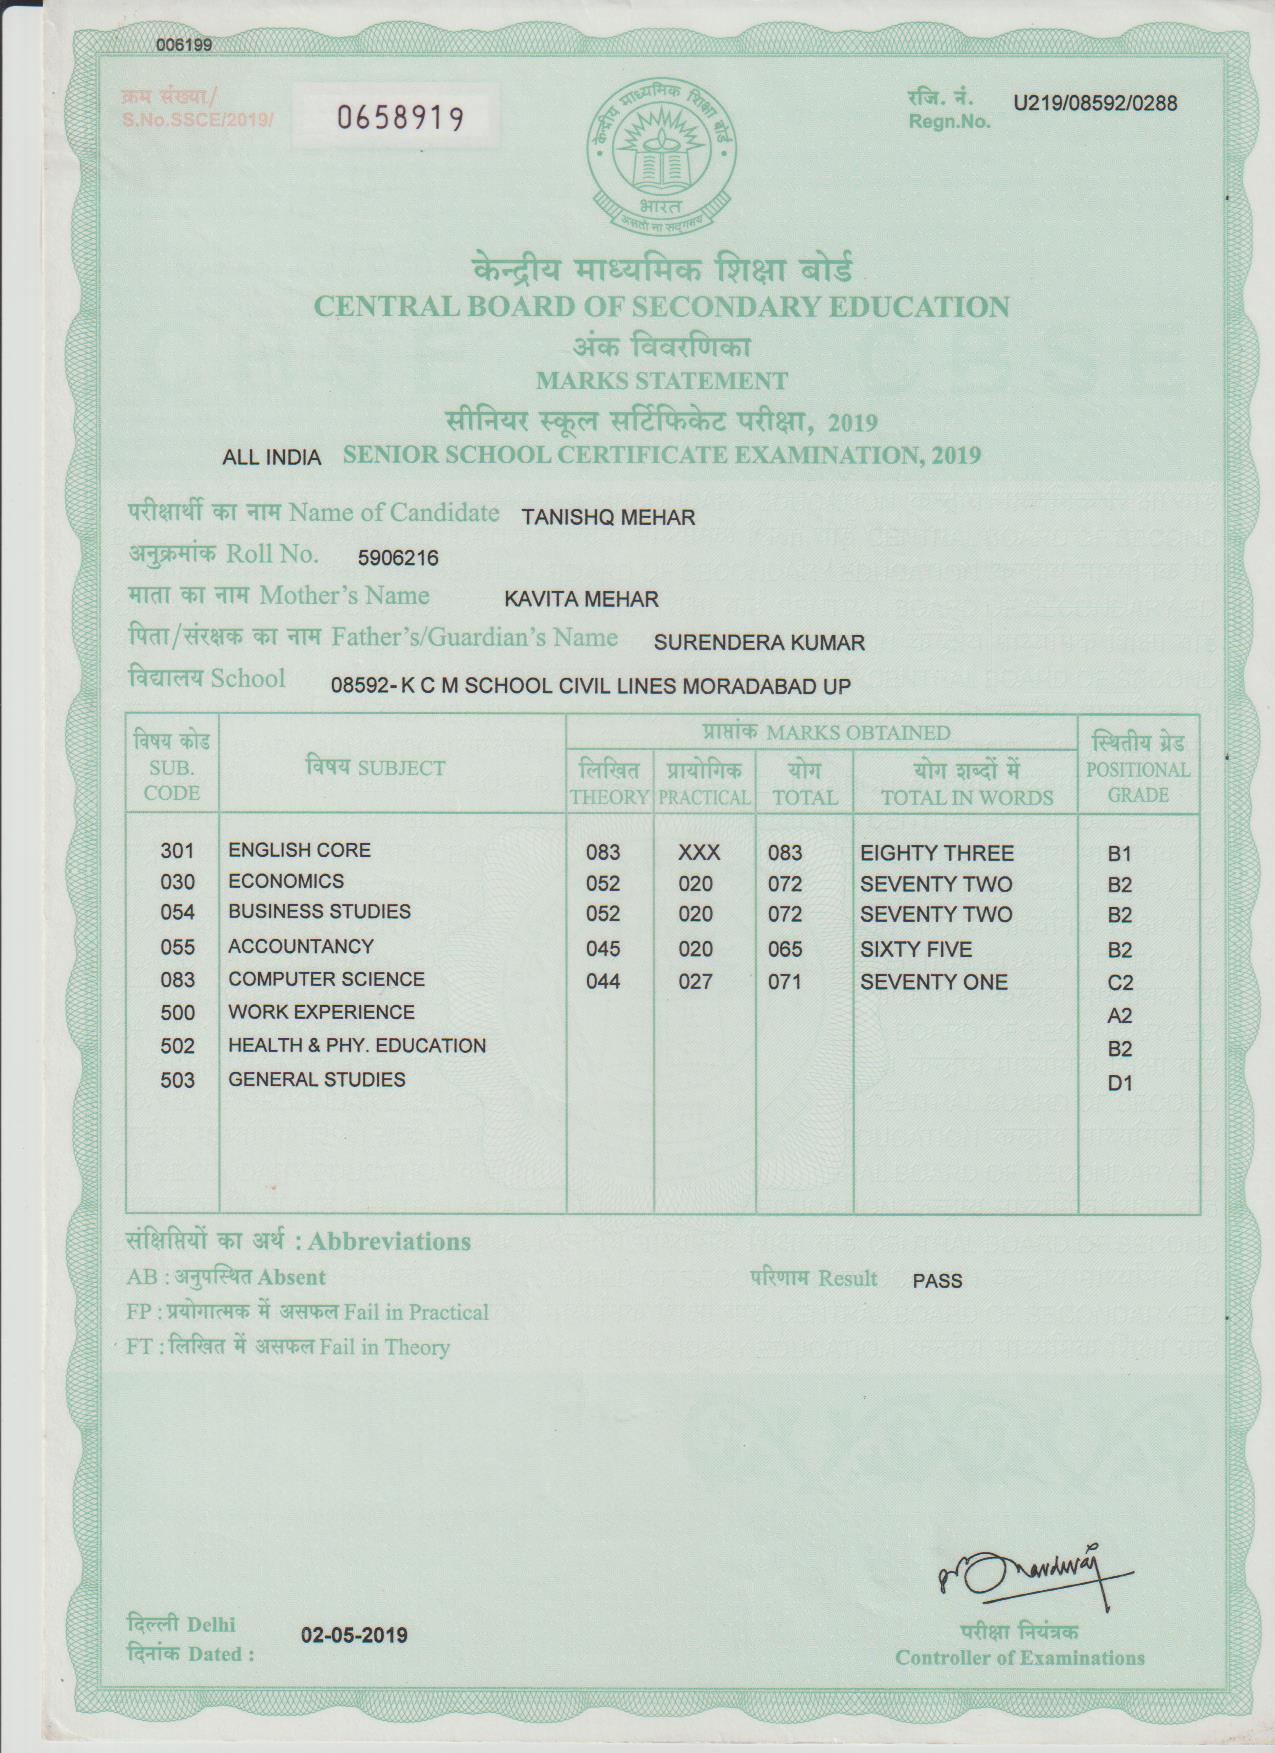 006199
क्रम संख्या/
S.No.SSCE/2019/ 0658919
रजि. नं.
Regn.No. U219/08592/0288
केन्द्रीय माध्यमिक शिक्षा बोर्ड
भारत
असतो मा सद्गमय
केन्द्रीय माध्यमिक शिक्षा बोर्ड
CENTRAL BOARD OF SECONDARY EDUCATION
अंक विवरणिका
MARKS STATEMENT
सीनियर स्कूल सर्टिफिकेट परीक्षा, 2019
ALL INDIA SENIOR SCHOOL CERTIFICATE EXAMINATION, 2019
परीक्षार्थी का नाम Name of Candidate TANISHQ MEHAR
अनुक्रमांक Roll No. 5906216
माता का नाम Mother's Name KAVITA MEHAR
पिता/संरक्षक का नाम Father's/Guardian's Name SURENDERA KUMAR
विद्यालय School 08592- K C M SCHOOL CIVIL LINES MORADABAD UP
विषय कोड SUB. CODE विषय SUBJECT प्राप्तांक MARKS OBTAINED स्थितीय ग्रेड POSITIONAL GRADE
लिखित THEORY प्रायोगिक PRACTICAL योग TOTAL योग शब्दों में TOTAL IN WORDS
301 ENGLISH CORE 083 XXX 083 EIGHTY THREE B1
030 ECONOMICS 052 020 072 SEVENTY TWO B2
054 BUSINESS STUDIES 052 020 072 SEVENTY TWO B2
055 ACCOUNTANCY 045 020 065 SIXTY FIVE B2
083 COMPUTER SCIENCE 044 027 071 SEVENTY ONE C2
500 WORK EXPERIENCE A2
502 HEALTH & PHY. EDUCATION B2
503 GENERAL STUDIES D1
संक्षिप्तियों का अर्थ : Abbreviations
AB : अनुपस्थित Absent
परिणाम Result PASS
FP : प्रयोगात्मक में असफल Fail in Practical
FT : लिखित में असफल Fail in Theory
दिल्ली Delhi
दिनांक Dated : 02-05-2019
परीक्षा नियंत्रक
Controller of Examinations